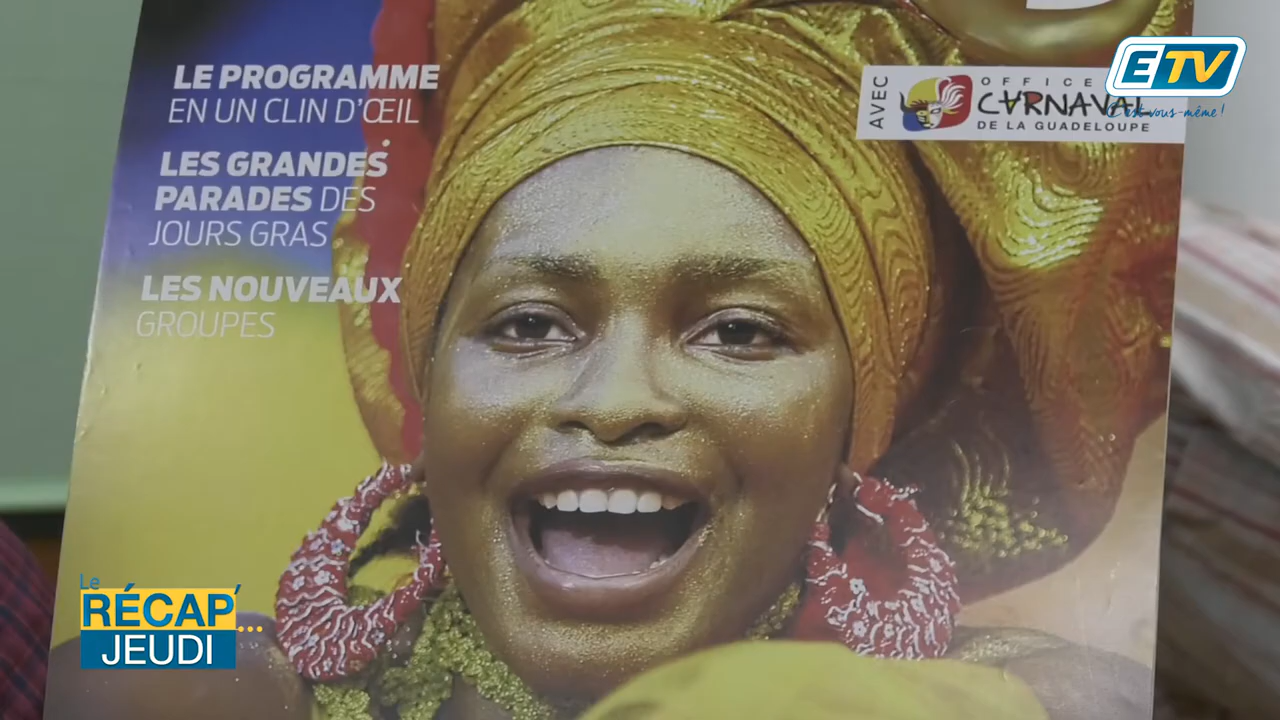 LE PROGRAMME
EN UN CLIN D'ŒIL
LES GRANDES
PARADES DES
JOURS GRAS
LES NOUVEAUX
GROUPES
AVEC
OFFICE
CARNAVAL
DE LA GUADELOUPE
ETV
C'est vous-même !
Le
RÉCAP'...
JEUDI